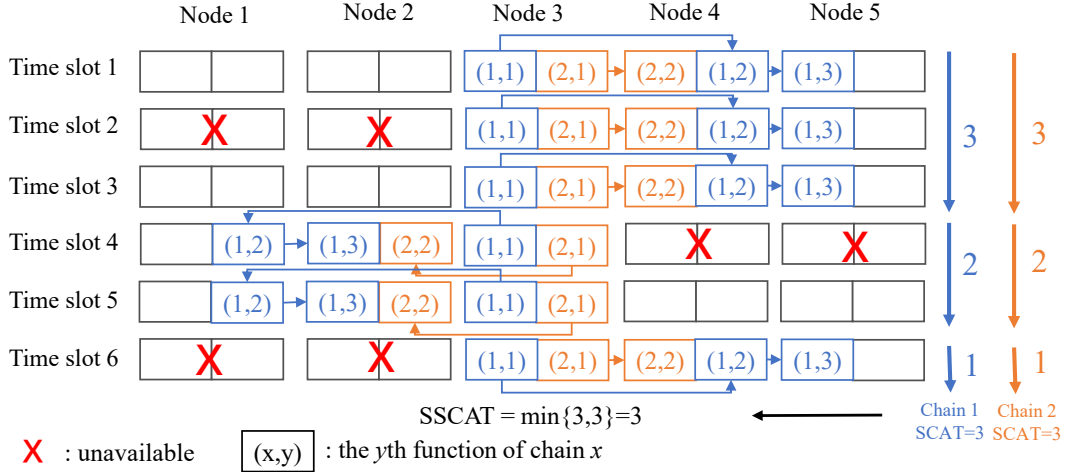 Node 1 Node 2 Node 3 Node 4 Node 5
Time slot 1 (1,1) (2,1) (2,2) (1,2) (1,3)
Time slot 2 X X (1,1) (2,1) (2,2) (1,2) (1,3)
3 3
Time slot 3 (1,1) (2,1) (2,2) (1,2) (1,3)
Time slot 4 (1,2) (1,3) (2,2) (1,1) (2,1) X X
2 2
Time slot 5 (1,2) (1,3) (2,2) (1,1) (2,1)
Time slot 6 X X (1,1) (2,1) (2,2) (1,2) (1,3)
1 1
SSCAT = min{3,3}=3
Chain 1 Chain 2
SCAT=3 SCAT=3
X : unavailable (x,y) : the yth function of chain x